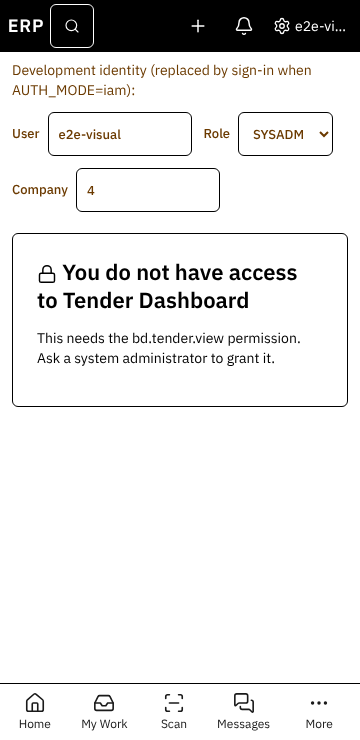 ERP
e2e-vi...
Development identity (replaced by sign-in when
AUTH_MODE=iam):
User e2e-visual Role SYSADM
Company 4
You do not have access
to Tender Dashboard
This needs the bd.tender.view permission.
Ask a system administrator to grant it.
Home My Work Scan Messages More